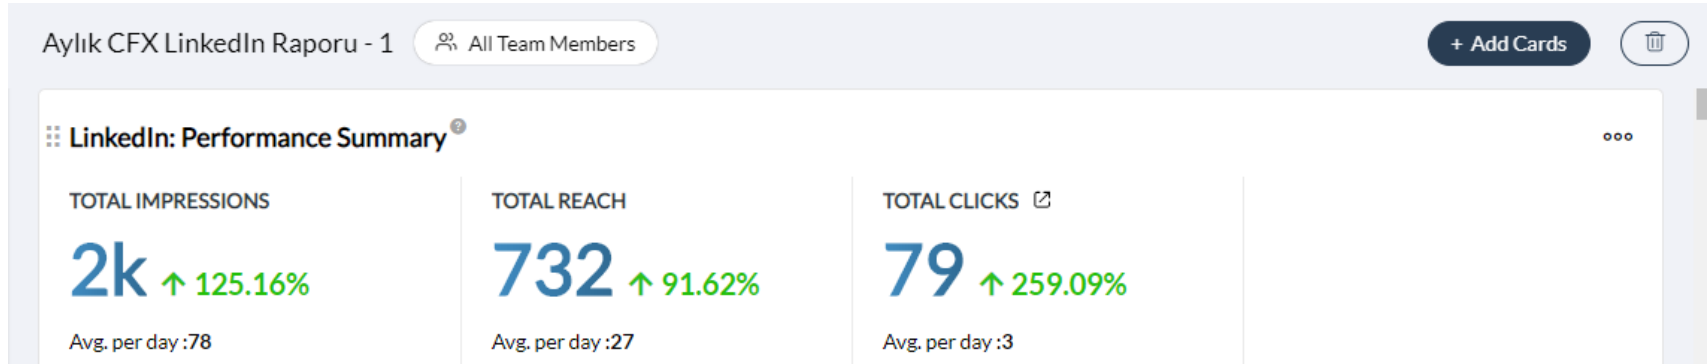 Aylık CFX LinkedIn Raporu - 1
All Team Members
+ Add Cards
LinkedIn: Performance Summary ?
TOTAL IMPRESSIONS
2k ↑ 125.16%
Avg. per day :78
TOTAL REACH
732 ↑ 91.62%
Avg. per day :27
TOTAL CLICKS
79 ↑ 259.09%
Avg. per day :3